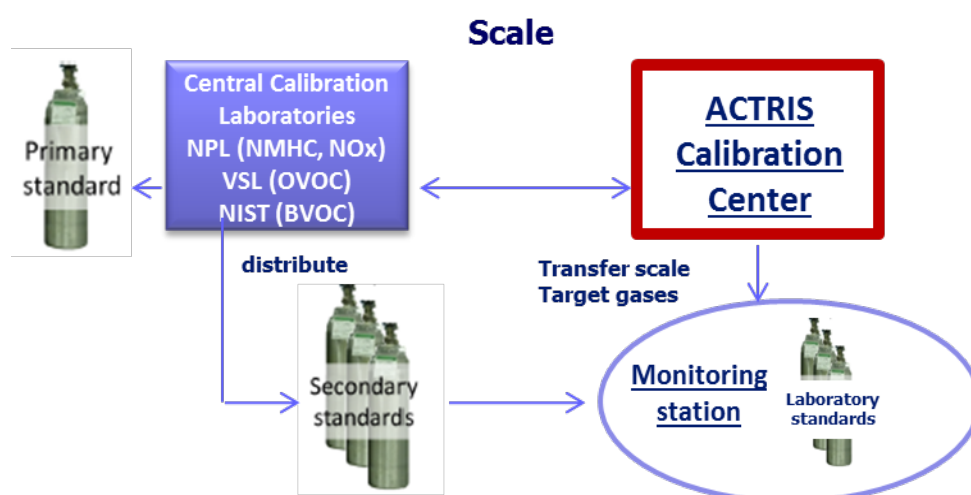 Scale
Primary
standard
Central Calibration
Laboratories
NPL (NMHC, NOx)
VSL (OVOC)
NIST (BVOC)
ACTRIS
Calibration
Center
distribute
Transfer scale
Target gases
Secondary
standards
Monitoring
station
Laboratory
standards